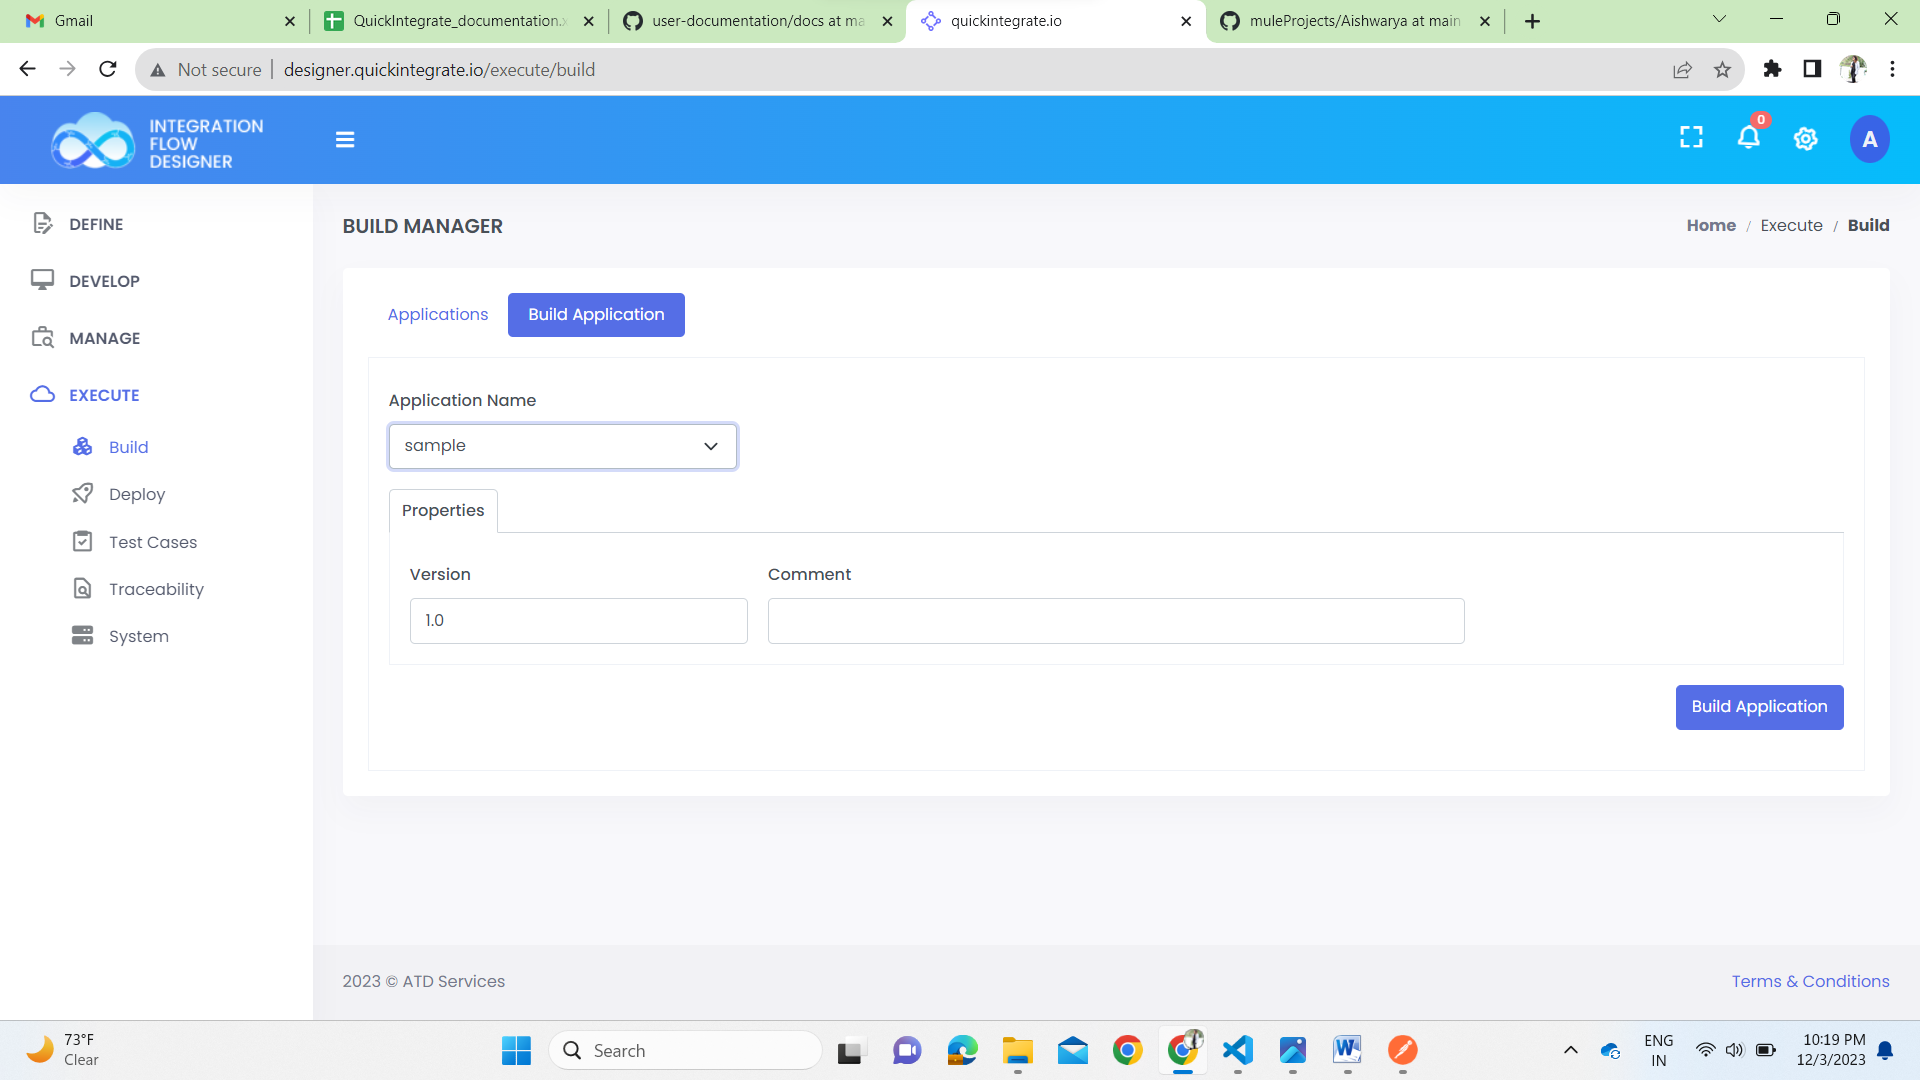 Gmail
QuickIntegrate_documentation.x
user-documentation/docs at ma
quickintegrate.io
muleProjects/Aishwarya at main
Not secure
designer.quickintegrate.io/execute/build
INTEGRATION
FLOW
DESIGNER
0
A
DEFINE
DEVELOP
MANAGE
EXECUTE
Build
Deploy
Test Cases
Traceability
System
BUILD MANAGER
Home / Execute / Build
Applications
Build Application
Application Name
sample
Properties
Version
Comment
1.0
Build Application
2023 © ATD Services
Terms & Conditions
73°F
Clear
Search
ENG
IN
10:19 PM
12/3/2023